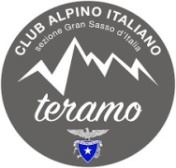 CLUB ALPINO ITALIANO
sezione Gran Sasso d'Italia
teramo